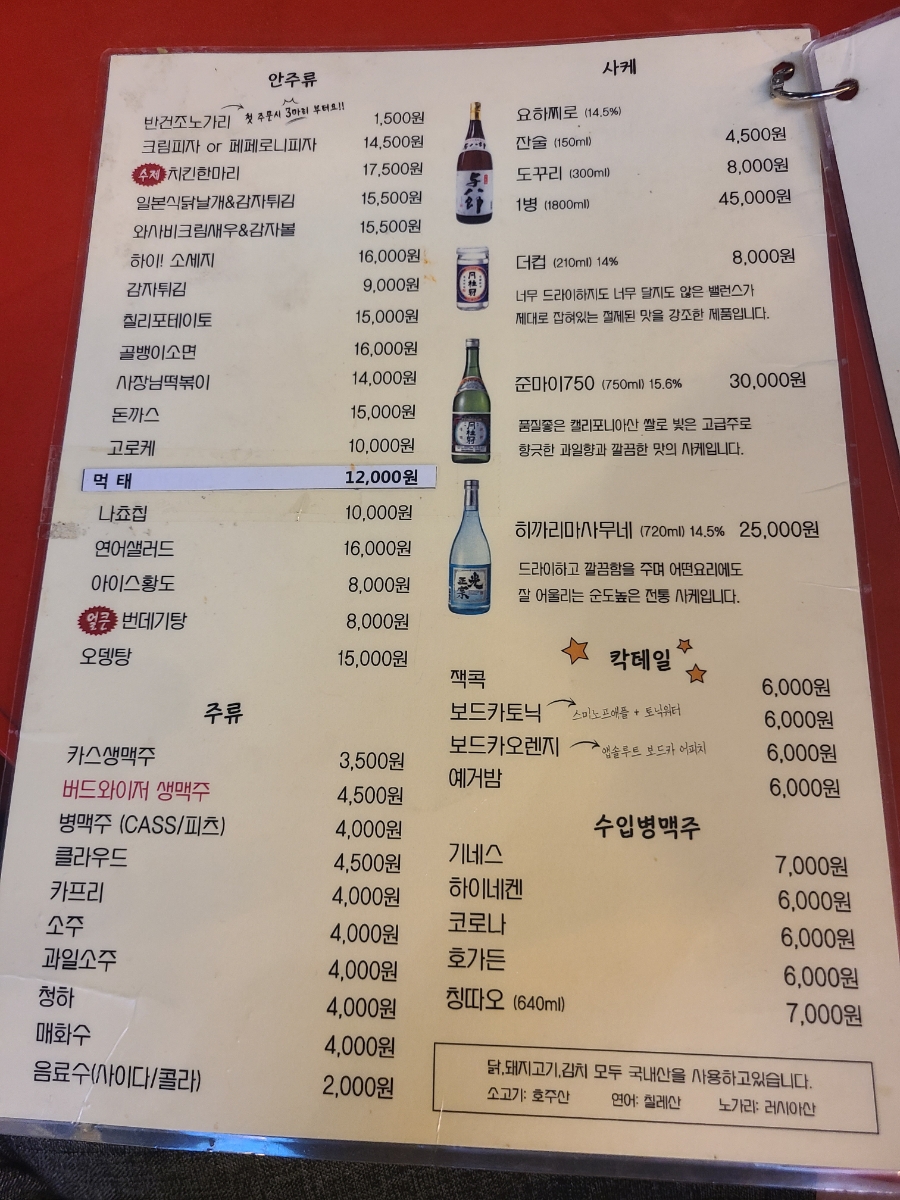 안주류
반건조노가리 첫 주문시 3마리 부터요!! 1,500원
크림피자 or 페페로니피자 14,500원
수제 치킨한마리 17,500원
일본식닭날개&감자튀김 15,500원
와사비크림새우&감자볼 15,500원
하이! 소세지 16,000원
감자튀김 9,000원
칠리포테이토 15,000원
골뱅이소면 16,000원
사장님떡볶이 14,000원
돈까스 15,000원
고로케 10,000원
먹 태 12,000원
나쵸칩 10,000원
연어샐러드 16,000원
아이스황도 8,000원
얼큰 번데기탕 8,000원
오뎅탕 15,000원
주류
카스생맥주 3,500원
버드와이저 생맥주 4,500원
병맥주 (CASS/피츠) 4,000원
클라우드 4,500원
카프리 4,000원
소주 4,000원
과일소주 4,000원
청하 4,000원
매화수 4,000원
음료수(사이다/콜라) 2,000원
사케
요하찌로 (14.5%)
잔술 (150ml) 4,500원
도꾸리 (300ml) 8,000원
1병 (1800ml) 45,000원
与八郎
더컵 (210ml) 14% 8,000원
너무 드라이하지도 너무 달지도 않은 밸런스가
제대로 잡혀있는 절제된 맛을 강조한 제품입니다.
月桂冠
준마이750 (750ml) 15.6% 30,000원
품질좋은 캘리포니아산 쌀로 빚은 고급주로
향긋한 과일향과 깔끔한 맛의 사케입니다.
月桂冠
히까리마사무네 (720ml) 14.5% 25,000원
드라이하고 깔끔함을 주며 어떤요리에도
잘 어울리는 순도높은 전통 사케입니다.
光正宗
칵테일
잭콕 6,000원
보드카토닉 스미노프애플 + 토닉워터 6,000원
보드카오렌지 앱솔루트 보드카 어피치 6,000원
예거밤 6,000원
수입병맥주
기네스 7,000원
하이네켄 6,000원
코로나 6,000원
호가든 6,000원
칭따오 (640ml) 7,000원
닭,돼지고기,김치 모두 국내산을 사용하고있습니다.
소고기: 호주산 연어: 칠레산 노가리: 러시아산